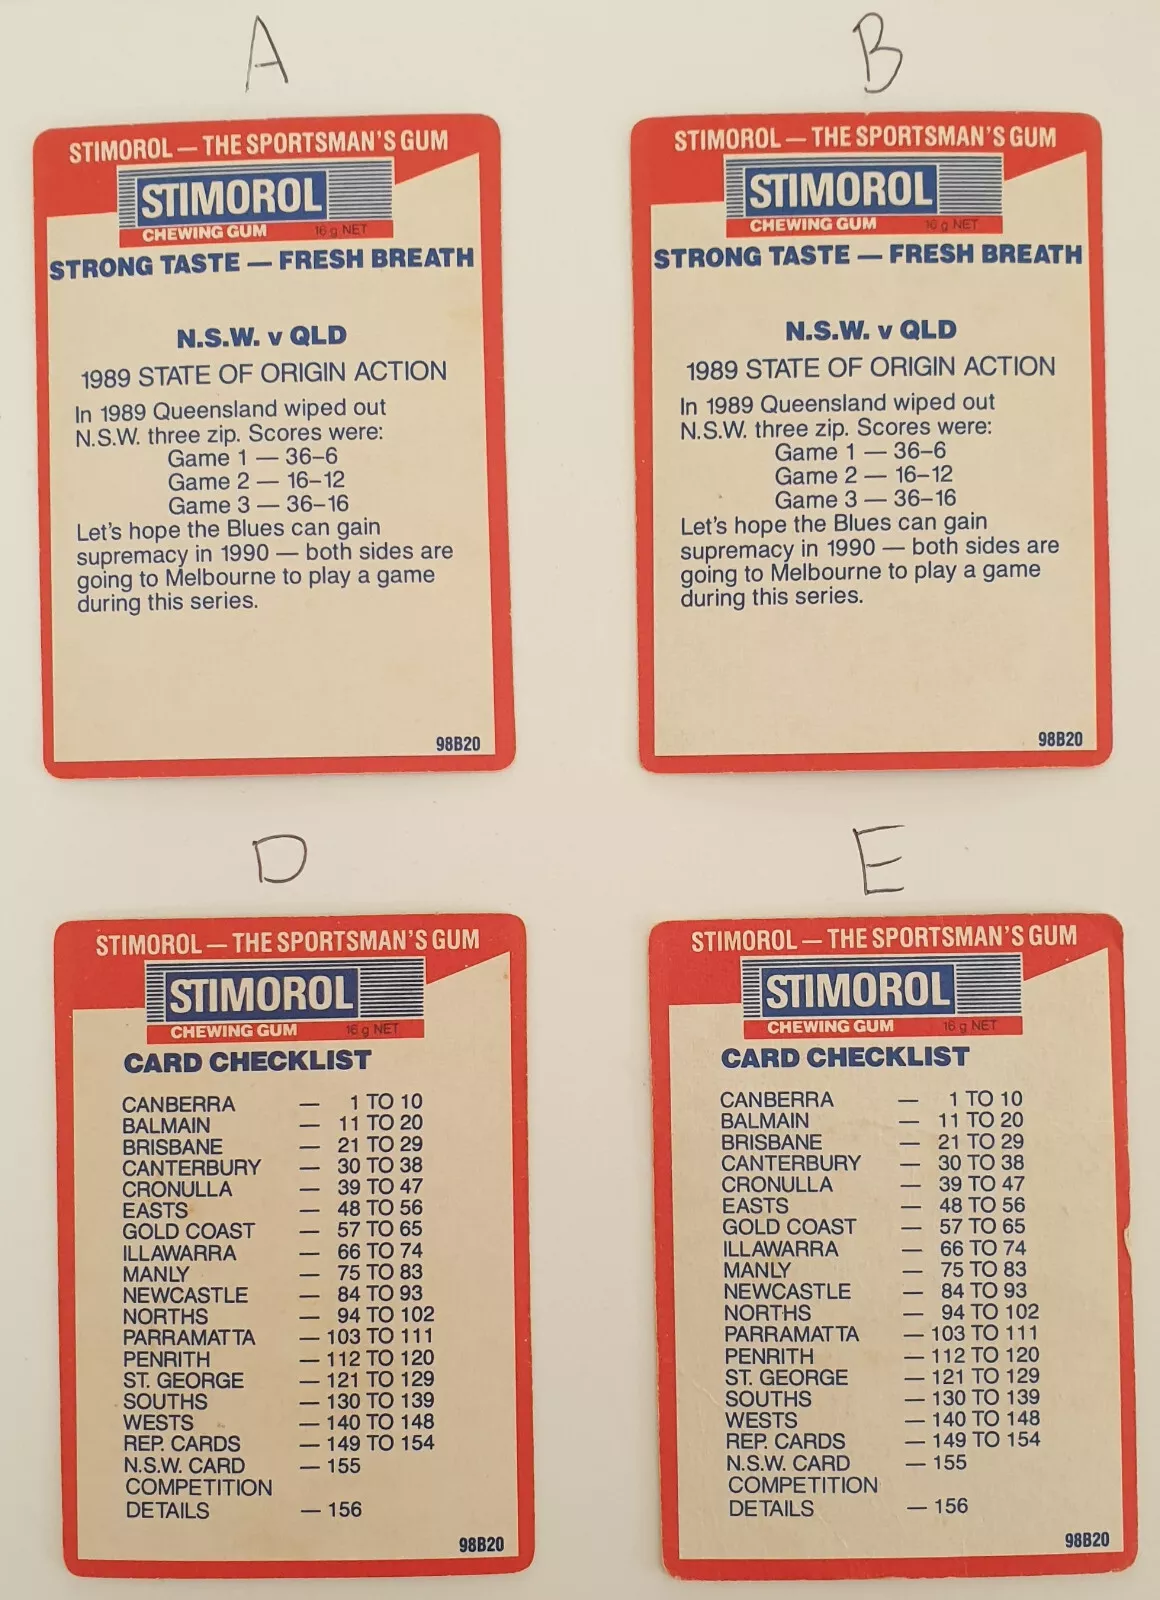 A
STIMOROL — THE SPORTSMAN'S GUM
STIMOROL
CHEWING GUM 16 g NET
STRONG TASTE — FRESH BREATH
N.S.W. v QLD
1989 STATE OF ORIGIN ACTION
In 1989 Queensland wiped out
N.S.W. three zip. Scores were:
Game 1 — 36–6
Game 2 — 16–12
Game 3 — 36–16
Let's hope the Blues can gain
supremacy in 1990 — both sides are
going to Melbourne to play a game
during this series.
98B20
B
STIMOROL — THE SPORTSMAN'S GUM
STIMOROL
CHEWING GUM 16 g NET
STRONG TASTE — FRESH BREATH
N.S.W. v QLD
1989 STATE OF ORIGIN ACTION
In 1989 Queensland wiped out
N.S.W. three zip. Scores were:
Game 1 — 36–6
Game 2 — 16–12
Game 3 — 36–16
Let's hope the Blues can gain
supremacy in 1990 — both sides are
going to Melbourne to play a game
during this series.
98B20
D
STIMOROL — THE SPORTSMAN'S GUM
STIMOROL
CHEWING GUM 16 g NET
CARD CHECKLIST
CANBERRA — 1 TO 10
BALMAIN — 11 TO 20
BRISBANE — 21 TO 29
CANTERBURY — 30 TO 38
CRONULLA — 39 TO 47
EASTS — 48 TO 56
GOLD COAST — 57 TO 65
ILLAWARRA — 66 TO 74
MANLY — 75 TO 83
NEWCASTLE — 84 TO 93
NORTHS — 94 TO 102
PARRAMATTA — 103 TO 111
PENRITH — 112 TO 120
ST. GEORGE — 121 TO 129
SOUTHS — 130 TO 139
WESTS — 140 TO 148
REP. CARDS — 149 TO 154
N.S.W. CARD — 155
COMPETITION
DETAILS — 156
98B20
E
STIMOROL — THE SPORTSMAN'S GUM
STIMOROL
CHEWING GUM 16 g NET
CARD CHECKLIST
CANBERRA — 1 TO 10
BALMAIN — 11 TO 20
BRISBANE — 21 TO 29
CANTERBURY — 30 TO 38
CRONULLA — 39 TO 47
EASTS — 48 TO 56
GOLD COAST — 57 TO 65
ILLAWARRA — 66 TO 74
MANLY — 75 TO 83
NEWCASTLE — 84 TO 93
NORTHS — 94 TO 102
PARRAMATTA — 103 TO 111
PENRITH — 112 TO 120
ST. GEORGE — 121 TO 129
SOUTHS — 130 TO 139
WESTS — 140 TO 148
REP. CARDS — 149 TO 154
N.S.W. CARD — 155
COMPETITION
DETAILS — 156
98B20